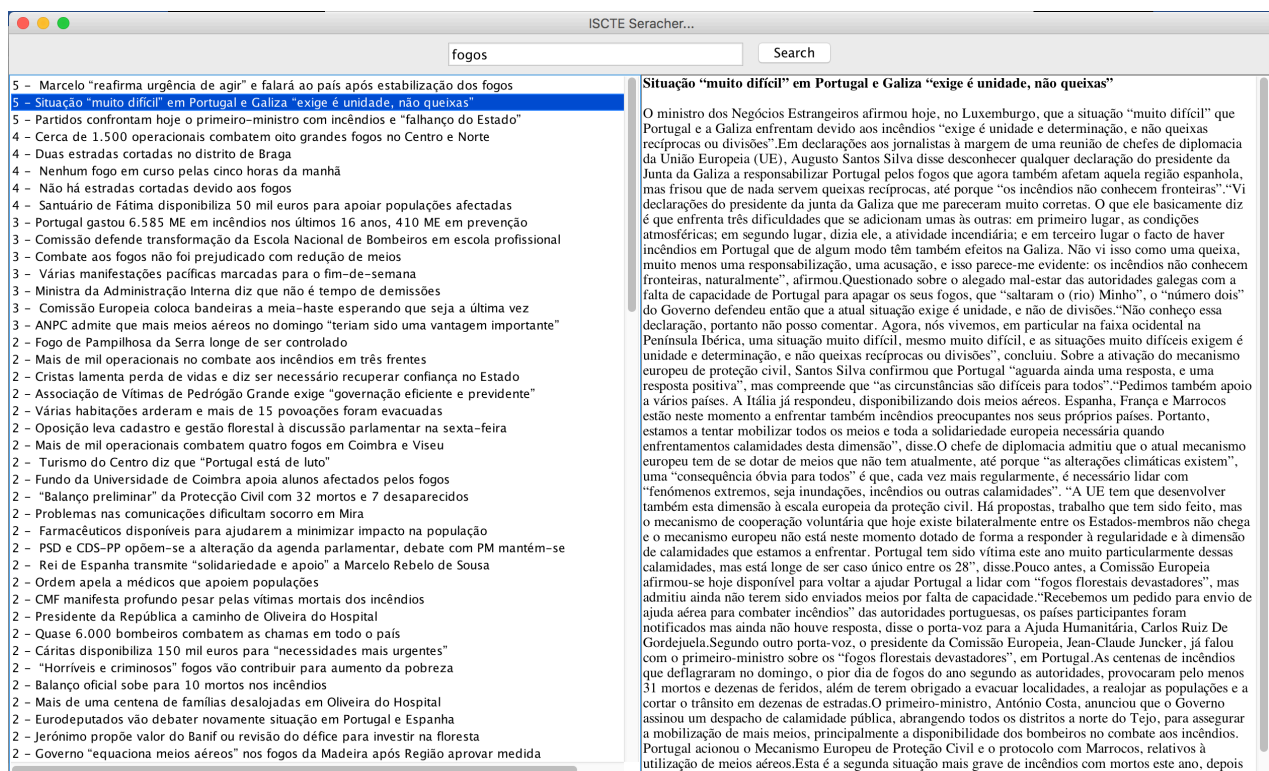 ISCTE Seracher...
fogos
Search
5 – Marcelo “reafirma urgência de agir” e falará ao país após estabilização dos fogos
5 – Situação “muito difícil” em Portugal e Galiza “exige é unidade, não queixas”
5 – Partidos confrontam hoje o primeiro-ministro com incêndios e “falhanço do Estado”
4 – Cerca de 1.500 operacionais combatem oito grandes fogos no Centro e Norte
4 – Duas estradas cortadas no distrito de Braga
4 – Nenhum fogo em curso pelas cinco horas da manhã
4 – Não há estradas cortadas devido aos fogos
4 – Santuário de Fátima disponibiliza 50 mil euros para apoiar populações afectadas
3 – Portugal gastou 6.585 ME em incêndios nos últimos 16 anos, 410 ME em prevenção
3 – Comissão defende transformação da Escola Nacional de Bombeiros em escola profissional
3 – Combate aos fogos não foi prejudicado com redução de meios
3 – Várias manifestações pacíficas marcadas para o fim-de-semana
3 – Ministra da Administração Interna diz que não é tempo de demissões
3 – Comissão Europeia coloca bandeiras a meia-haste esperando que seja a última vez
3 – ANPC admite que mais meios aéreos no domingo “teriam sido uma vantagem importante”
2 – Fogo de Pampilhosa da Serra longe de ser controlado
2 – Mais de mil operacionais no combate aos incêndios em três frentes
2 – Cristas lamenta perda de vidas e diz ser necessário recuperar confiança no Estado
2 – Associação de Vítimas de Pedrógão Grande exige “governação eficiente e previdente”
2 – Várias habitações arderam e mais de 15 povoações foram evacuadas
2 – Oposição leva cadastro e gestão florestal à discussão parlamentar na sexta-feira
2 – Mais de mil operacionais combatem quatro fogos em Coimbra e Viseu
2 – Turismo do Centro diz que “Portugal está de luto”
2 – Fundo da Universidade de Coimbra apoia alunos afectados pelos fogos
2 – “Balanço preliminar” da Protecção Civil com 32 mortos e 7 desaparecidos
2 – Problemas nas comunicações dificultam socorro em Mira
2 – Farmacêuticos disponíveis para ajudarem a minimizar impacto na população
2 – PSD e CDS-PP opõem-se a alteração da agenda parlamentar, debate com PM mantém-se
2 – Rei de Espanha transmite “solidariedade e apoio” a Marcelo Rebelo de Sousa
2 – Ordem apela a médicos que apoiem populações
2 – CMF manifesta profundo pesar pelas vítimas mortais dos incêndios
2 – Presidente da República a caminho de Oliveira do Hospital
2 – Quase 6.000 bombeiros combatem as chamas em todo o país
2 – Cáritas disponibiliza 150 mil euros para “necessidades mais urgentes”
2 – “Horríveis e criminosos” fogos vão contribuir para aumento da pobreza
2 – Balanço oficial sobe para 10 mortos nos incêndios
2 – Mais de uma centena de famílias desalojadas em Oliveira do Hospital
2 – Eurodeputados vão debater novamente situação em Portugal e Espanha
2 – Jerónimo propõe valor do Banif ou revisão do défice para investir na floresta
2 – Governo “equaciona meios aéreos” nos fogos da Madeira após Região aprovar medida
Situação “muito difícil” em Portugal e Galiza “exige é unidade, não queixas”
O ministro dos Negócios Estrangeiros afirmou hoje, no Luxemburgo, que a situação “muito difícil” que
Portugal e a Galiza enfrentam devido aos incêndios “exige é unidade e determinação, e não queixas
recíprocas ou divisões”.Em declarações aos jornalistas à margem de uma reunião de chefes de diplomacia
da União Europeia (UE), Augusto Santos Silva disse desconhecer qualquer declaração do presidente da
Junta da Galiza a responsabilizar Portugal pelos fogos que agora também afetam aquela região espanhola,
mas frisou que de nada servem queixas recíprocas, até porque “os incêndios não conhecem fronteiras”.“Vi
declarações do presidente da junta da Galiza que me pareceram muito corretas. O que ele basicamente diz
é que enfrenta três dificuldades que se adicionam umas às outras: em primeiro lugar, as condições
atmosféricas; em segundo lugar, dizia ele, a atividade incendiária; e em terceiro lugar o facto de haver
incêndios em Portugal que de algum modo têm também efeitos na Galiza. Não vi isso como uma queixa,
muito menos uma responsabilização, uma acusação, e isso parece-me evidente: os incêndios não conhecem
fronteiras, naturalmente”, afirmou.Questionado sobre o alegado mal-estar das autoridades galegas com a
falta de capacidade de Portugal para apagar os seus fogos, que “saltaram o (rio) Minho”, o “número dois”
do Governo defendeu então que a atual situação exige é unidade, e não de divisões.“Não conheço essa
declaração, portanto não posso comentar. Agora, nós vivemos, em particular na faixa ocidental na
Península Ibérica, uma situação muito difícil, mesmo muito difícil, e as situações muito difíceis exigem é
unidade e determinação, e não queixas recíprocas ou divisões”, concluiu. Sobre a ativação do mecanismo
europeu de proteção civil, Santos Silva confirmou que Portugal “aguarda ainda uma resposta, e uma
resposta positiva”, mas compreende que “as circunstâncias são difíceis para todos”.“Pedimos também apoio
a vários países. A Itália já respondeu, disponibilizando dois meios aéreos. Espanha, França e Marrocos
estão neste momento a enfrentar também incêndios preocupantes nos seus próprios países. Portanto,
estamos a tentar mobilizar todos os meios e toda a solidariedade europeia necessária quando
enfrentamentos calamidades desta dimensão”, disse.O chefe de diplomacia admitiu que o atual mecanismo
europeu tem de se dotar de meios que não tem atualmente, até porque “as alterações climáticas existem”,
uma “consequência óbvia para todos” é que, cada vez mais regularmente, é necessário lidar com
“fenómenos extremos, seja inundações, incêndios ou outras calamidades”. “A UE tem que desenvolver
também esta dimensão à escala europeia da proteção civil. Há propostas, trabalho que tem sido feito, mas
o mecanismo de cooperação voluntária que hoje existe bilateralmente entre os Estados-membros não chega
e o mecanismo europeu não está neste momento dotado de forma a responder à regularidade e à dimensão
de calamidades que estamos a enfrentar. Portugal tem sido vítima este ano muito particularmente dessas
calamidades, mas está longe de ser caso único entre os 28”, disse.Pouco antes, a Comissão Europeia
afirmou-se hoje disponível para voltar a ajudar Portugal a lidar com “fogos florestais devastadores”, mas
admitiu ainda não terem sido enviados meios por falta de capacidade.“Recebemos um pedido para envio de
ajuda aérea para combater incêndios” das autoridades portuguesas, os países participantes foram
notificados mas ainda não houve resposta, disse o porta-voz para a Ajuda Humanitária, Carlos Ruiz De
Gordejuela.Segundo outro porta-voz, o presidente da Comissão Europeia, Jean-Claude Juncker, já falou
com o primeiro-ministro sobre os “fogos florestais devastadores”, em Portugal.As centenas de incêndios
que deflagraram no domingo, o pior dia de fogos do ano segundo as autoridades, provocaram pelo menos
31 mortos e dezenas de feridos, além de terem obrigado a evacuar localidades, a realojar as populações e a
cortar o trânsito em dezenas de estradas.O primeiro-ministro, António Costa, anunciou que o Governo
assinou um despacho de calamidade pública, abrangendo todos os distritos a norte do Tejo, para assegurar
a mobilização de mais meios, principalmente a disponibilidade dos bombeiros no combate aos incêndios.
Portugal acionou o Mecanismo Europeu de Proteção Civil e o protocolo com Marrocos, relativos à
utilização de meios aéreos.Esta é a segunda situação mais grave de incêndios com mortos este ano, depois